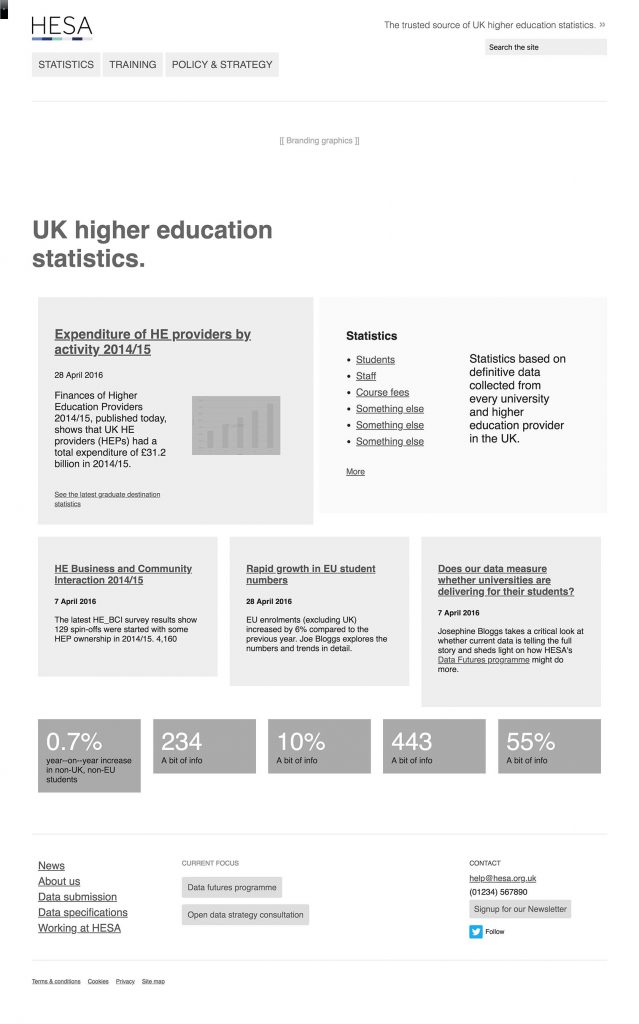 HESA
The trusted source of UK higher education statistics. »
Search the site
STATISTICS
TRAINING
POLICY & STRATEGY
[[ Branding graphics ]]
UK higher education
statistics.
Expenditure of HE providers by
activity 2014/15
28 April 2016
Finances of Higher
Education Providers
2014/15, published today,
shows that UK HE
providers (HEPs) had a
total expenditure of £31.2
billion in 2014/15.
See the latest graduate destination
statistics
Statistics
• Students
• Staff
• Course fees
• Something else
• Something else
• Something else
More
Statistics based on
definitive data
collected from
every university
and higher
education provider
in the UK.
HE Business and Community
Interaction 2014/15
7 April 2016
The latest HE_BCI survey results show
129 spin-offs were started with some
HEP ownership in 2014/15. 4,160
Rapid growth in EU student
numbers
28 April 2016
EU enrolments (excluding UK)
increased by 6% compared to the
previous year. Joe Bloggs explores the
numbers and trends in detail.
Does our data measure
whether universities are
delivering for their students?
7 April 2016
Josephine Bloggs takes a critical look at
whether current data is telling the full
story and sheds light on how HESA's
Data Futures programme might do
more.
0.7%
year--on--year increase
in non-UK, non-EU
students
234
A bit of info
10%
A bit of info
443
A bit of info
55%
A bit of info
News
About us
Data submission
Data specifications
Working at HESA
CURRENT FOCUS
Data futures programme
Open data strategy consultation
CONTACT
help@hesa.org.uk
(01234) 567890
Signup for our Newsletter
Follow
Terms & conditions
Cookies
Privacy
Site map